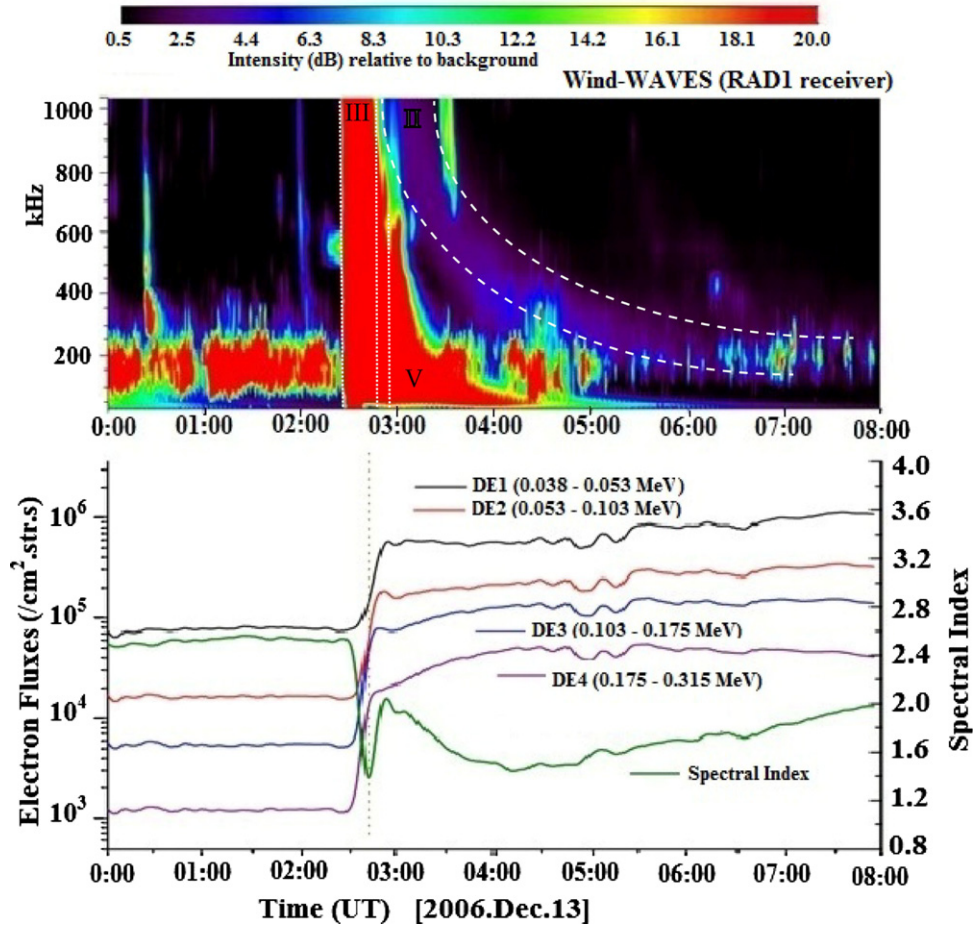 0.5 2.5 4.4 6.3 8.3 10.3 12.2 14.2 16.1 18.1 20.0
Intensity (dB) relative to background
Wind-WAVES (RAD1 receiver)
kHz
1000
800
600
400
200
III
II
V
0:00 01:00 02:00 03:00 04:00 05:00 06:00 07:00 08:00
Electron Fluxes (/cm².str.s)
10⁶
10⁵
10⁴
10³
DE1 (0.038 - 0.053 MeV)
DE2 (0.053 - 0.103 MeV)
DE3 (0.103 - 0.175 MeV)
DE4 (0.175 - 0.315 MeV)
Spectral Index
4.0
3.6
3.2
2.8
2.4
2.0
1.6
1.2
0.8
Spectral Index
0:00 01:00 02:00 03:00 04:00 05:00 06:00 07:00 08:00
Time (UT) [2006.Dec.13]